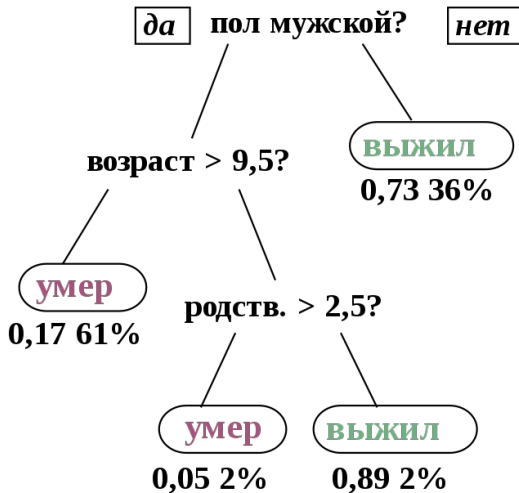 да пол мужской? нет
выжил
0,73 36%
возраст > 9,5?
умер
0,17 61%
родств. > 2,5?
умер
0,05 2%
выжил
0,89 2%